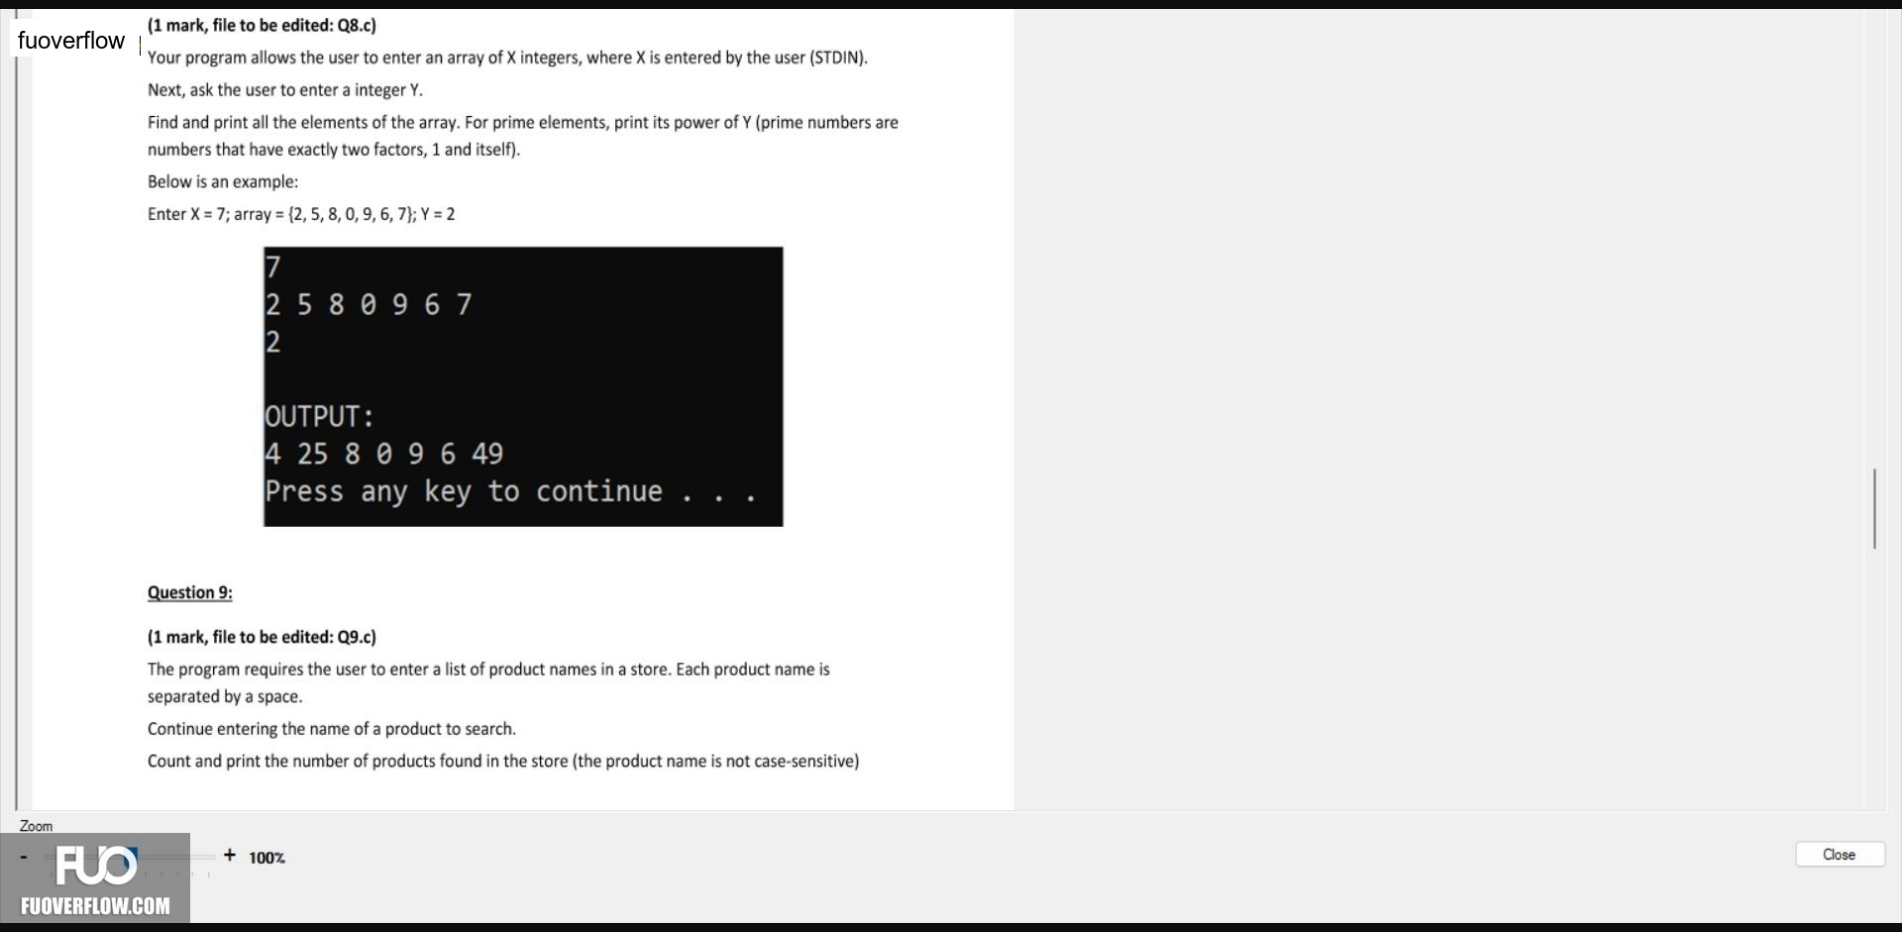 (1 mark, file to be edited: Q8.c)
fuoverflow
Your program allows the user to enter an array of X integers, where X is entered by the user (STDIN).
Next, ask the user to enter a integer Y.
Find and print all the elements of the array. For prime elements, print its power of Y (prime numbers are
numbers that have exactly two factors, 1 and itself).
Below is an example:
Enter X = 7; array = {2, 5, 8, 0, 9, 6, 7}; Y = 2
7
2 5 8 0 9 6 7
2
OUTPUT:
4 25 8 0 9 6 49
Press any key to continue . . .
Question 9:
(1 mark, file to be edited: Q9.c)
The program requires the user to enter a list of product names in a store. Each product name is
separated by a space.
Continue entering the name of a product to search.
Count and print the number of products found in the store (the product name is not case-sensitive)
Zoom
- + 100%
Close
FUO
FUOVERFLOW.COM